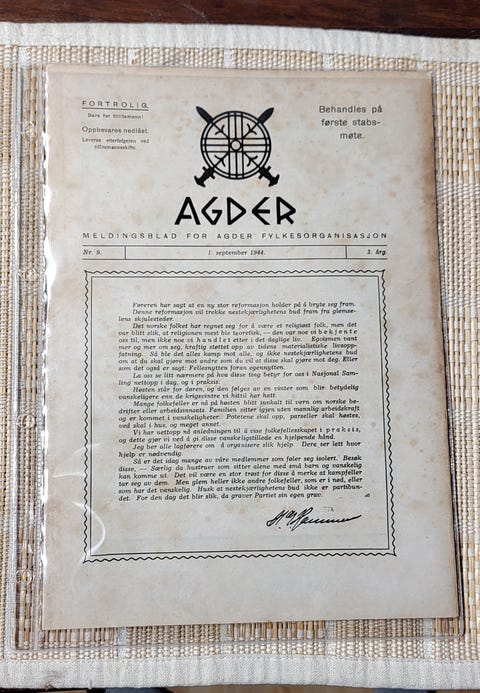 FORTROLIG.
Bare for tillitsmenn!
Oppbevares nedlåst.
Leveres etterfølgeren ved
tillitsmannsskifte.
Behandles på
første stabs-
møte.
AGDER
MELDINGSBLAD FOR AGDER FYLKESORGANISASJON
Nr. 9. 1. september 1944. 3. årg.
Føreren har sagt at en ny stor reformasjon holder på å bryte seg fram.
Denne reformasjon vil trekke nestekjærlighetens bud fram fra glemsel-
ens skjulesteder.
Det norske folket har regnet seg for å være et religiøst folk, men det
var blitt slik, at religionen mest ble teoretisk, — den var noe vi bekjente
oss til, men ikke noe vi handlet etter i det daglige liv. Egoismen vant
mer og mer om seg, kraftig støttet opp av tidens materialistiske livsopp-
fatning. Så ble det alles kamp mot alle, og ikke nestekjærlighetens bud
om at du skal gjøre mot andre som du vil at disse skal gjøre mot deg. Eller
som det også er sagt: Fellesnytten foran egennytten.
La oss se litt nærmere på hva disse ting betyr for oss i Nasjonal Sam-
ling nettopp i dag, og i praksis:
Høsten står for døren, og den følges av en vinter som blir betydelig
vanskeligere enn de krigsvintre vi hittil har hatt.
Mange folkefeller er nå på høsten blitt innkalt til vern om norske be-
drifter eller arbeidsinnsats. Familien sitter igjen uten mannlig arbeidskraft
og er kommet i vanskeligheter. Potetene skal opp, parseller skal høstes,
ved skal i hus, og meget annet.
Vi har nettopp nå anledningen til å vise folkefellesskapet i praksis,
og dette gjør vi ved å gi disse vanskeligstillede en hjelpende hånd.
Jeg ber alle lagførere om å organisere slik hjelp. Dere ser lett hvor
hjelp er nødvendig
Så er det idag mange av våre medlemmer som føler seg isolert. Besøk
disse, — Særlig da hustruer som sitter alene med små barn og vanskelig
kan komme ut. Det vil være en stor trøst for disse å merke at kampfeller
tar seg av dem. Men glem heller ikke andre folkefeller, som er i nød, eller
som har det vanskelig. Husk at nestekjærlighetens bud ikke er partibun-
det. For den dag det blir slik, da graver Partiet sin egen grav.